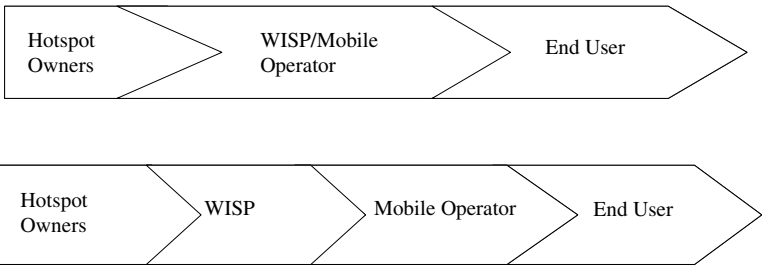 Hotspot
Owners
WISP/Mobile
Operator
End User
Hotspot
Owners
WISP
Mobile Operator
End User